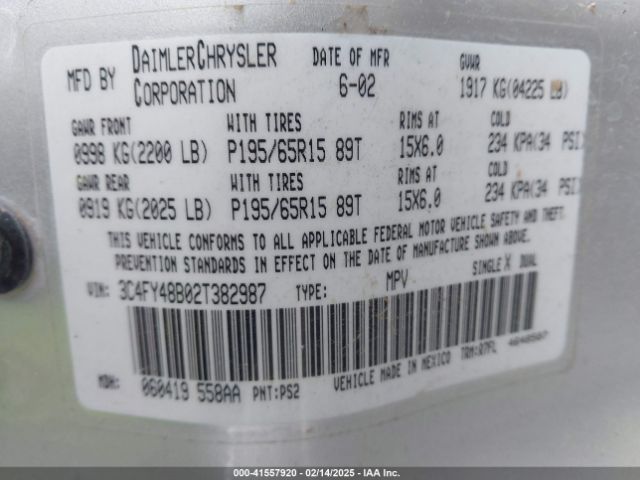 MFD BY DAIMLERCHRYSLER CORPORATION DATE OF MFR 6-02 GVWR 1917 KG(04225 LB)
GAWR FRONT WITH TIRES RIMS AT COLD
0998 KG(2200 LB) P195/65R15 89T 15X6.0 234 KPA(34 PSI)
GAWR REAR WITH TIRES RIMS AT COLD
0919 KG(2025 LB) P195/65R15 89T 15X6.0 234 KPA(34 PSI)
THIS VEHICLE CONFORMS TO ALL APPLICABLE FEDERAL MOTOR VEHICLE SAFETY AND THEFT.
PREVENTION STANDARDS IN EFFECT ON THE DATE OF MANUFACTURE SHOWN ABOVE.
VIN: 3C4FY48B02T382987 TYPE: MPV SINGLE X DUAL
MDH: 060419 558AA PNT:PS2 VEHICLE MADE IN MEXICO TRM:Q7FL
000-41557920 - 02/14/2025 - IAA Inc.